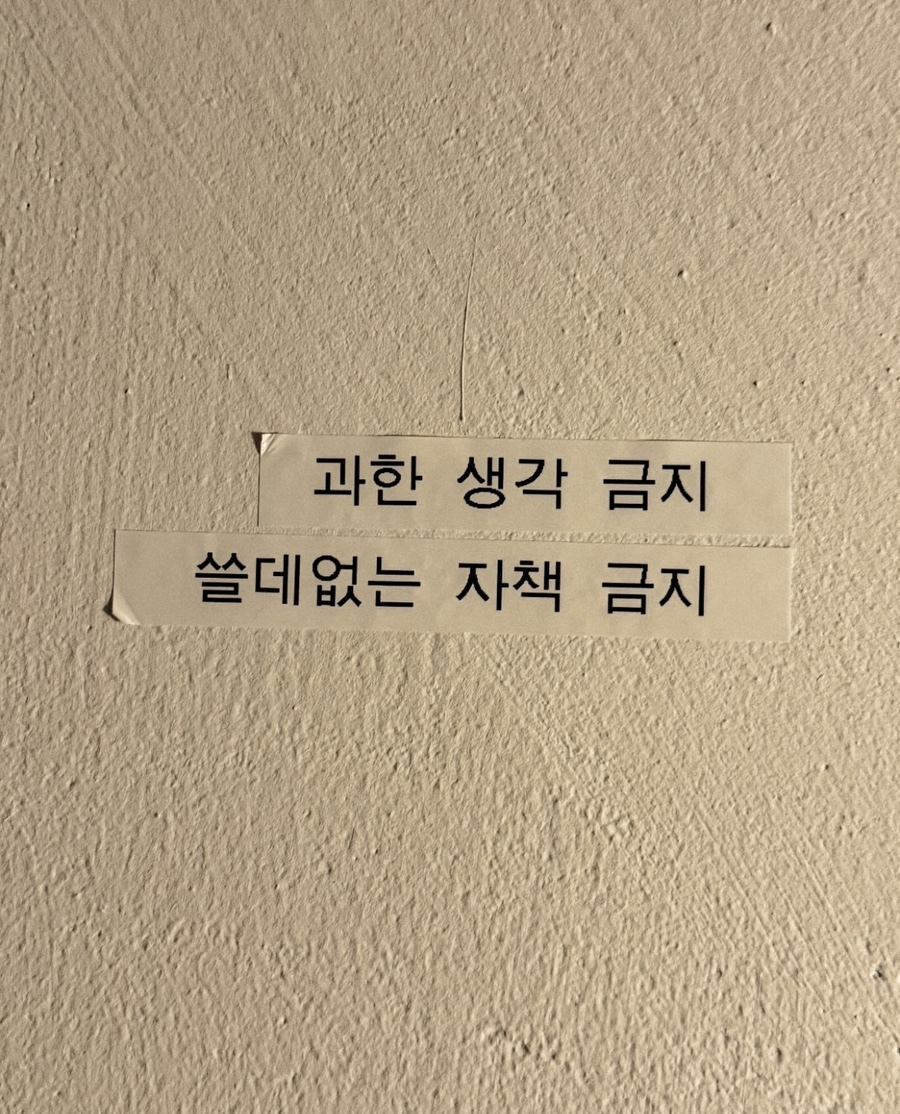 과한 생각 금지
쓸데없는 자책 금지